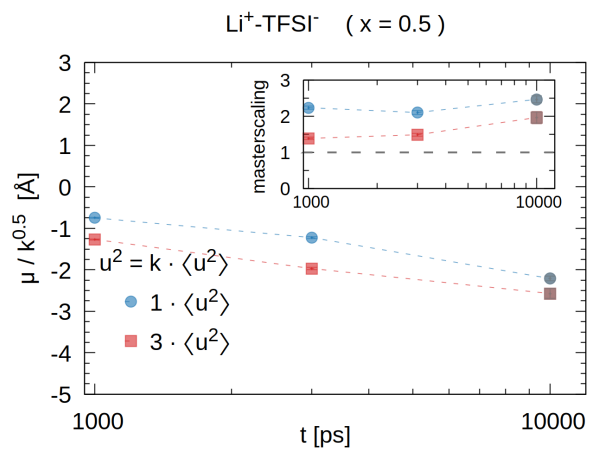 Li⁺-TFSI⁻ ( x = 0.5 )
3
2
1
0
-1
-2
-3
-4
-5
μ / k^0.5 [Å]
masterscaling
3
2
1
0
1000 10000
u² = k · ⟨u²⟩
1 · ⟨u²⟩
3 · ⟨u²⟩
1000 10000
t [ps]